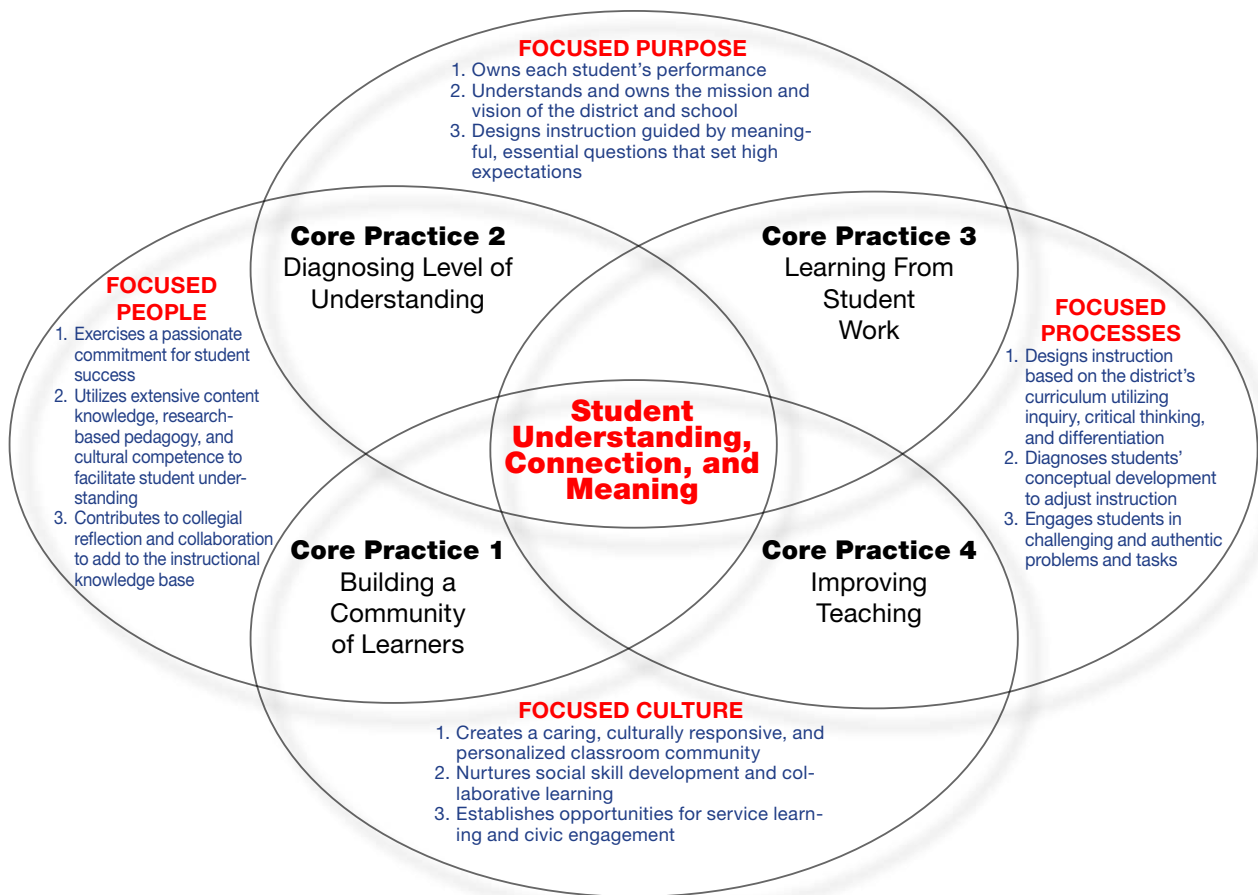 FOCUSED PURPOSE
1. Owns each student’s performance
2. Understands and owns the mission and
vision of the district and school
3. Designs instruction guided by meaning-
ful, essential questions that set high
expectations
Core Practice 2
Diagnosing Level of
Understanding
Core Practice 3
Learning From
Student
Work
FOCUSED
PEOPLE
1. Exercises a passionate
commitment for student
success
2. Utilizes extensive content
knowledge, research-
based pedagogy, and
cultural competence to
facilitate student under-
standing
3. Contributes to collegial
reflection and collaboration
to add to the instructional
knowledge base
FOCUSED
PROCESSES
1. Designs instruction
based on the district’s
curriculum utilizing
inquiry, critical thinking,
and differentiation
2. Diagnoses students’
conceptual development
to adjust instruction
3. Engages students in
challenging and authentic
problems and tasks
Student
Understanding,
Connection, and
Meaning
Core Practice 1
Building a
Community
of Learners
Core Practice 4
Improving
Teaching
FOCUSED CULTURE
1. Creates a caring, culturally responsive, and
personalized classroom community
2. Nurtures social skill development and col-
laborative learning
3. Establishes opportunities for service learn-
ing and civic engagement